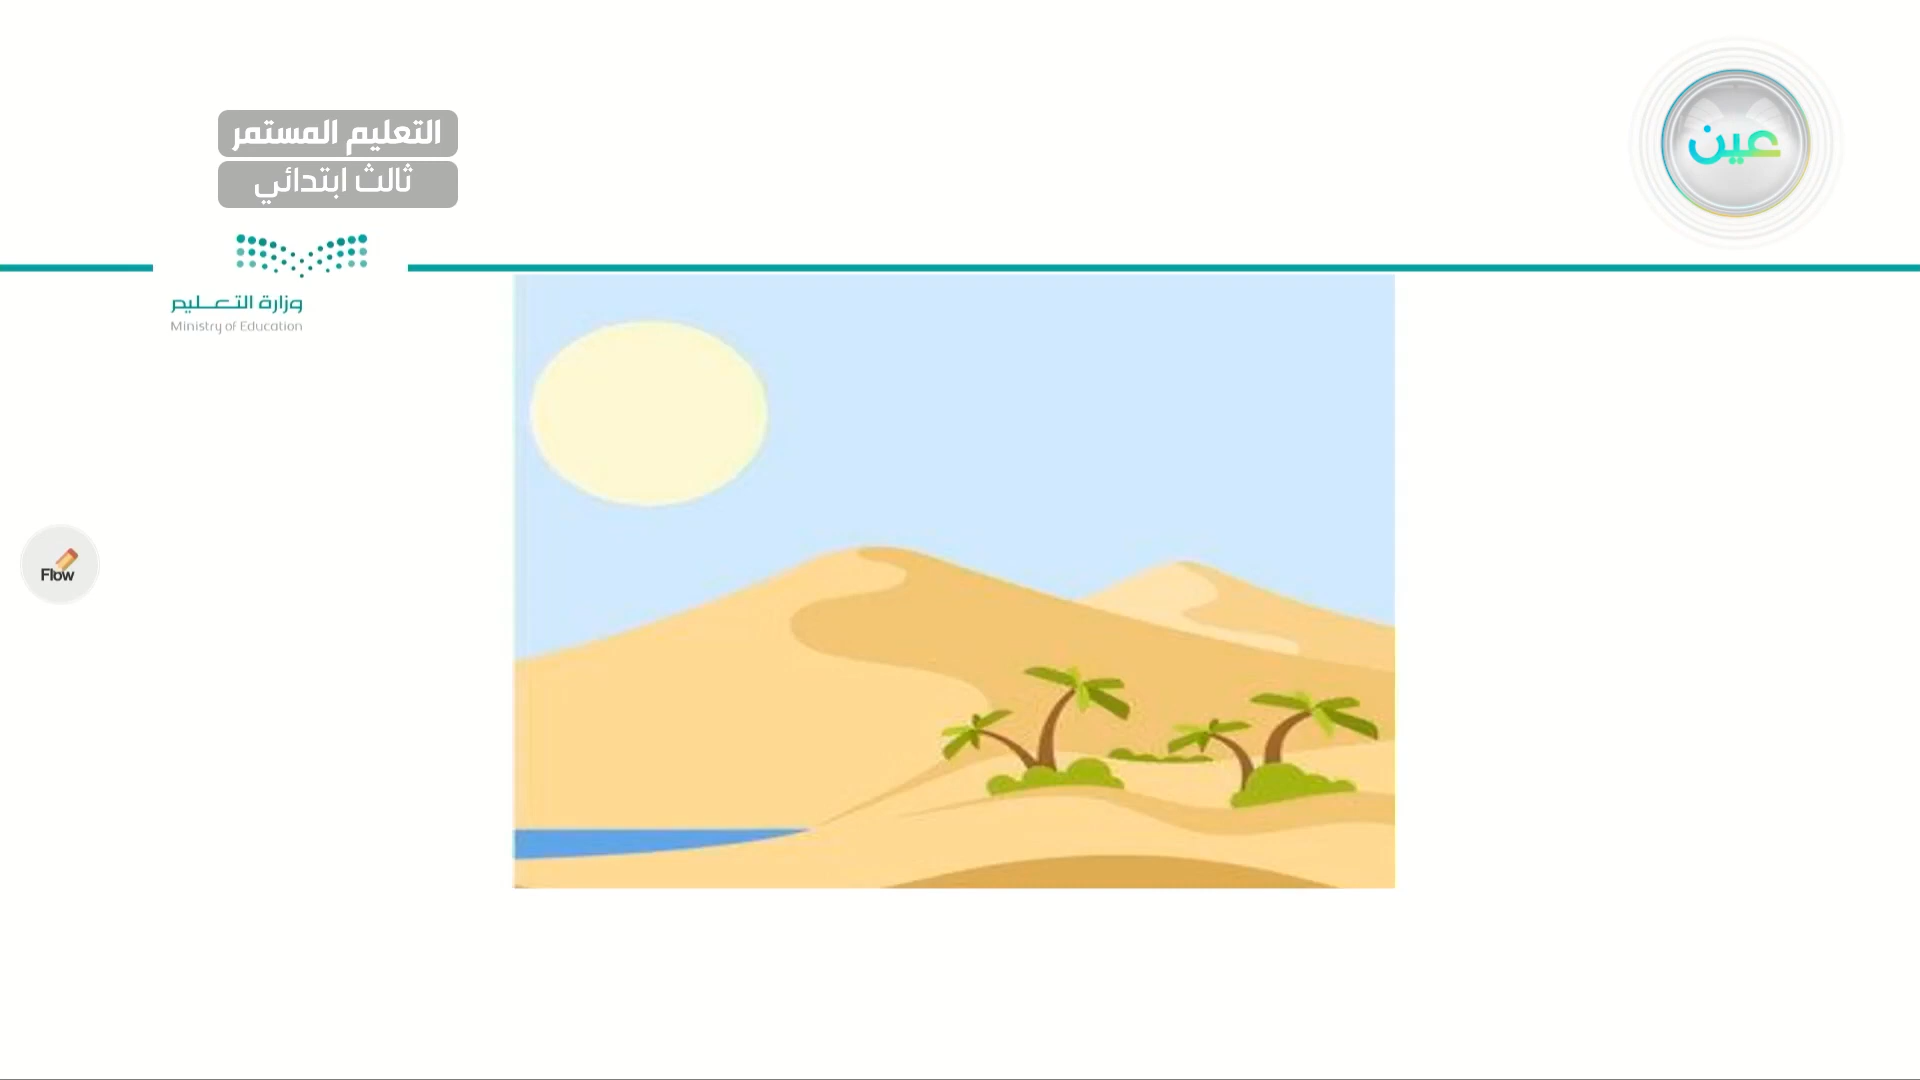 التعليم المستمر
ثالث ابتدائي
عين
وزارة التعليم
Ministry of Education
Flow